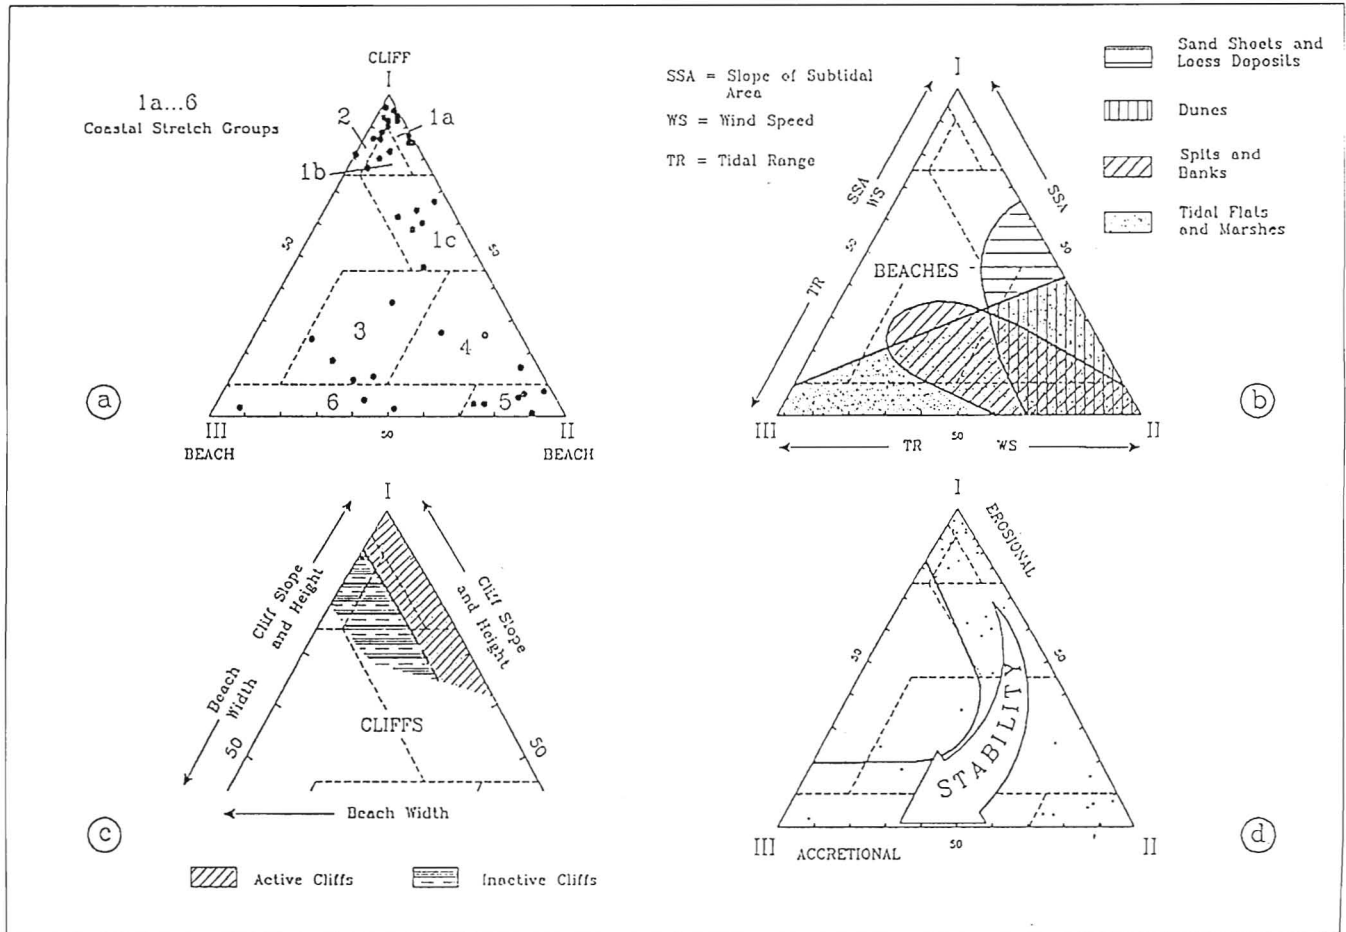 CLIFF
I
1a...6
Coastal Stretch Groups
2
1a
1b
50
50
1c
3
4
6
5
a
III
50
II
BEACH
BEACH
SSA = Slope of Subtidal
Area
WS = Wind Speed
TR = Tidal Range
I
Sand Sheets and
Loess Deposits
Dunes
Spits and
Banks
Tidal Flats
and Marshes
SSA
WS
SSA
50
50
TR
BEACHES
b
III
TR
50
WS
II
I
Cliff Slope
and Height
Cliff Slope
and Height
Beach
Width
50
50
CLIFFS
Beach Width
c
Active Cliffs
Inactive Cliffs
I
EROSIONAL
50
50
STABILITY
III
ACCRETIONAL
50
II
d